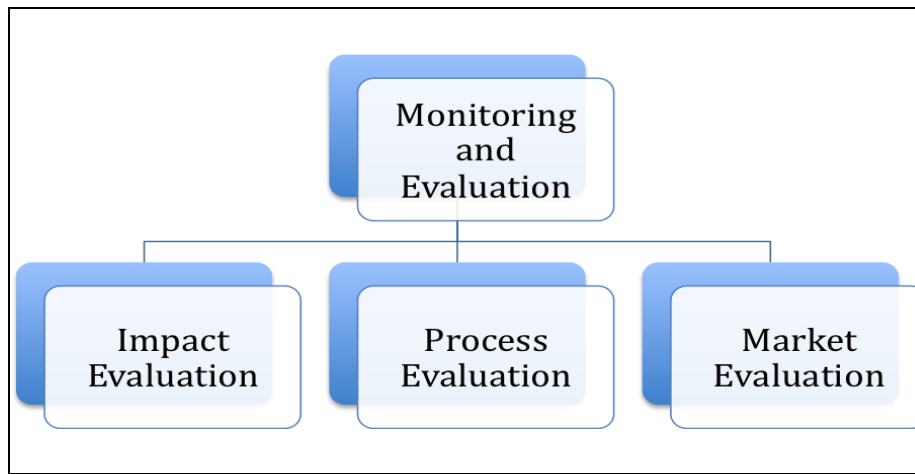 Monitoring
and
Evaluation
Impact
Evaluation
Process
Evaluation
Market
Evaluation